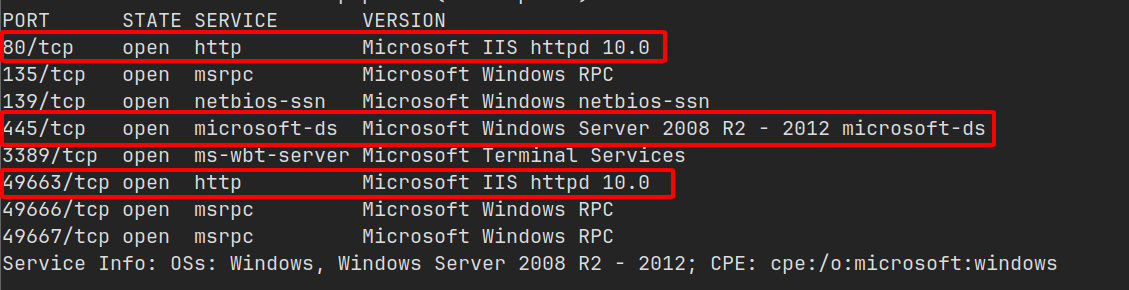 PORT      STATE SERVICE       VERSION
80/tcp    open  http          Microsoft IIS httpd 10.0
135/tcp   open  msrpc         Microsoft Windows RPC
139/tcp   open  netbios-ssn   Microsoft Windows netbios-ssn
445/tcp   open  microsoft-ds  Microsoft Windows Server 2008 R2 - 2012 microsoft-ds
3389/tcp  open  ms-wbt-server Microsoft Terminal Services
49663/tcp open  http          Microsoft IIS httpd 10.0
49666/tcp open  msrpc         Microsoft Windows RPC
49667/tcp open  msrpc         Microsoft Windows RPC
Service Info: OSs: Windows, Windows Server 2008 R2 - 2012; CPE: cpe:/o:microsoft:windows